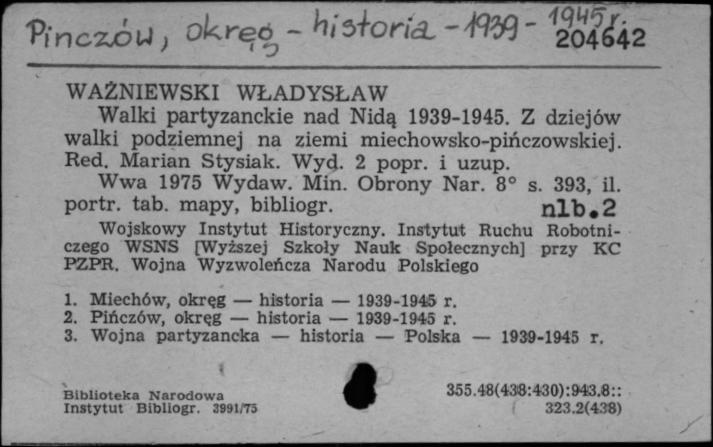 Pinczów, okręg - historia - 1939 - 1945 r.
204642
WAŻNIEWSKI WŁADYSŁAW
Walki partyzanckie nad Nidą 1939-1945. Z dziejów
walki podziemnej na ziemi miechowsko-pińczowskiej.
Red. Marian Stysiak. Wyd. 2 popr. i uzup.
Wwa 1975 Wydaw. Min. Obrony Nar. 8° s. 393, il.
portr. tab. mapy, bibliogr. nlb.2
Wojskowy Instytut Historyczny. Instytut Ruchu Robotni-
czego WSNS [Wyższej Szkoły Nauk Społecznych] przy KC
PZPR. Wojna Wyzwoleńcza Narodu Polskiego
1. Miechów, okręg — historia — 1939-1945 r.
2. Pińczów, okręg — historia — 1939-1945 r.
3. Wojna partyzancka — historia — Polska — 1939-1945 r.
Biblioteka Narodowa 355.48(438:430):943.8::
Instytut Bibliogr. 3991/75 323.2(438)